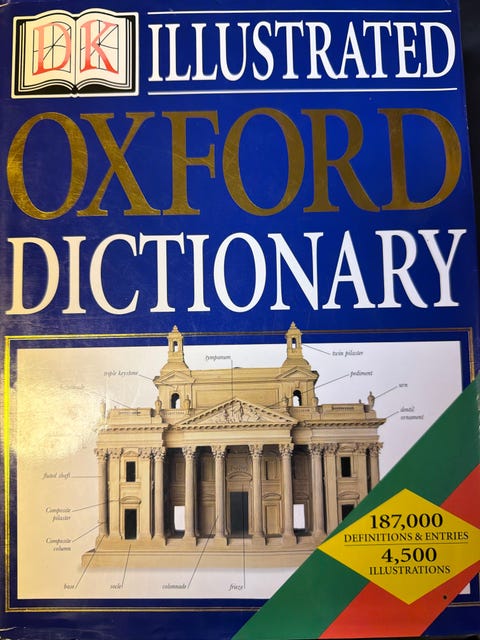 DK ILLUSTRATED
OXFORD
DICTIONARY
tympanum
twin pilaster
triple keystone
pediment
urn
dentil
ornament
fluted shaft
Composite
pilaster
Composite
column
base
socle
colonnade
frieze
187,000
DEFINITIONS & ENTRIES
4,500
ILLUSTRATIONS